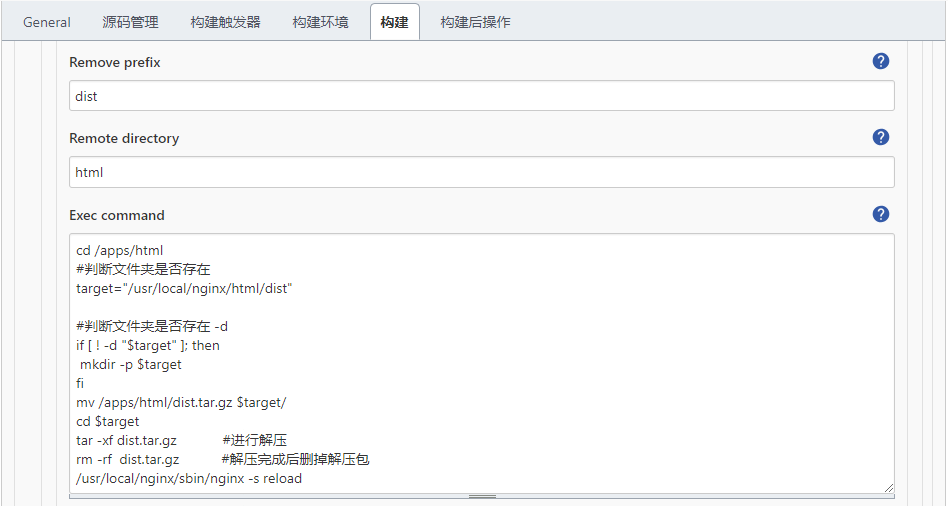 General 源码管理 构建触发器 构建环境 构建 构建后操作
Remove prefix ?
dist
Remote directory ?
html
Exec command ?
cd /apps/html
#判断文件夹是否存在
target="/usr/local/nginx/html/dist"
#判断文件夹是否存在 -d
if [ ! -d "$target" ]; then
 mkdir -p $target
fi
mv /apps/html/dist.tar.gz $target/
cd $target
tar -xf dist.tar.gz #进行解压
rm -rf  dist.tar.gz #解压完成后删掉解压包
/usr/local/nginx/sbin/nginx -s reload